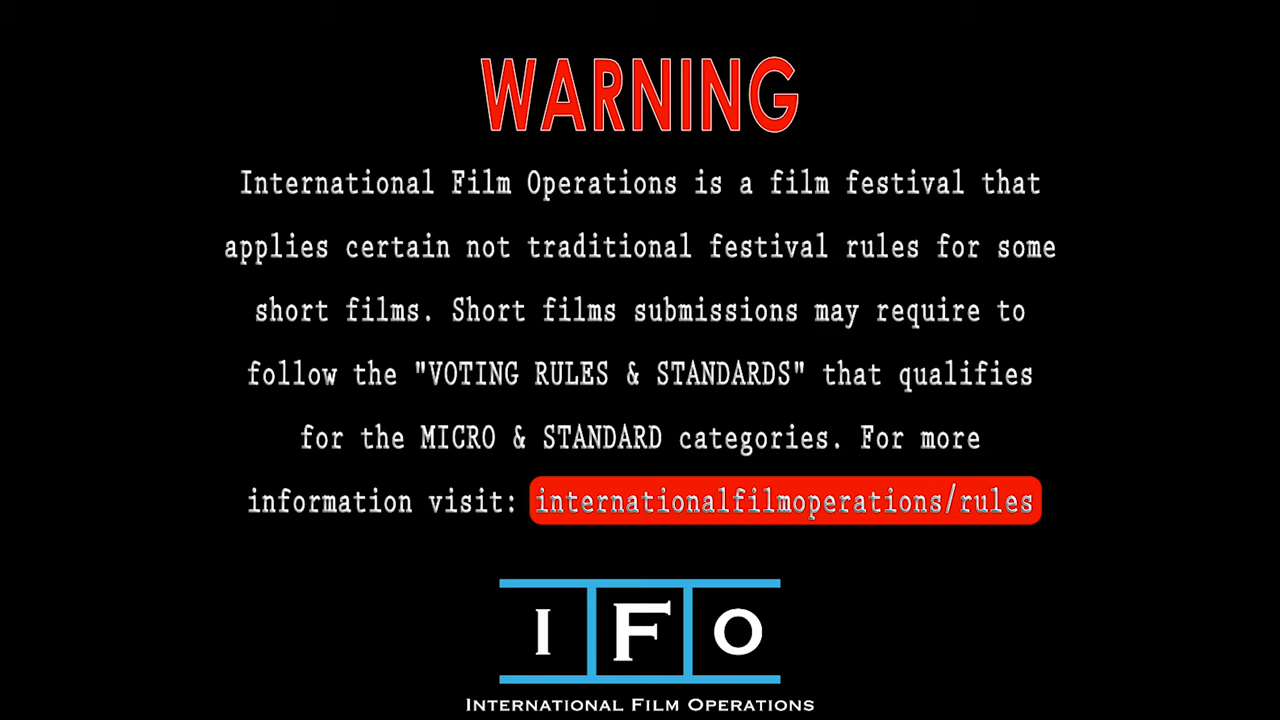 WARNING
International Film Operations is a film festival that
applies certain not traditional festival rules for some
short films. Short films submissions may require to
follow the "VOTING RULES & STANDARDS" that qualifies
for the MICRO & STANDARD categories. For more
information visit: internationalfilmoperations/rules
I F O
INTERNATIONAL FILM OPERATIONS